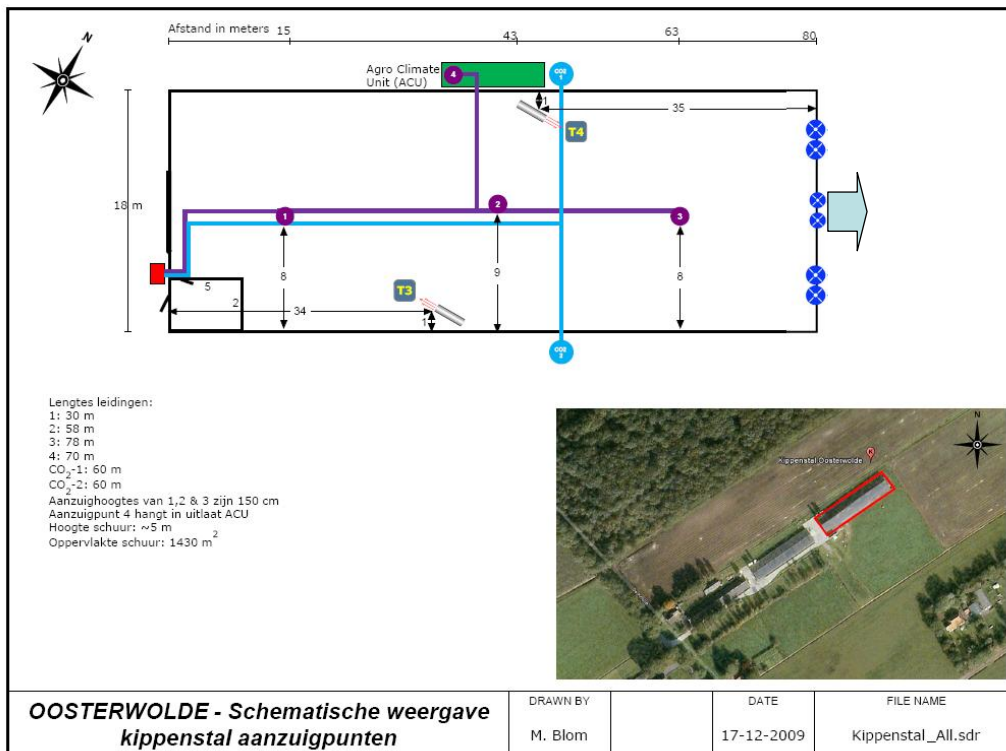 Afstand in meters 15 43 63 80
N
Agro Climate
Unit (ACU)
4
CO2
1
1
35
T4
18 m
1
2
3
8
9
8
5
2
34
T3
1
CO2
2
Lengtes leidingen:
1: 30 m
2: 58 m
3: 78 m
4: 70 m
CO2-1: 60 m
CO2-2: 60 m
Aanzuighoogtes van 1,2 & 3 zijn 150 cm
Aanzuigpunt 4 hangt in uitlaat ACU
Hoogte schuur: ~5 m
Oppervlakte schuur: 1430 m2
N
Kippenstal Oosterwolde
OOSTERWOLDE - Schematische weergave
kippenstal aanzuigpunten
DRAWN BY
M. Blom
DATE
17-12-2009
FILE NAME
Kippenstal_All.sdr